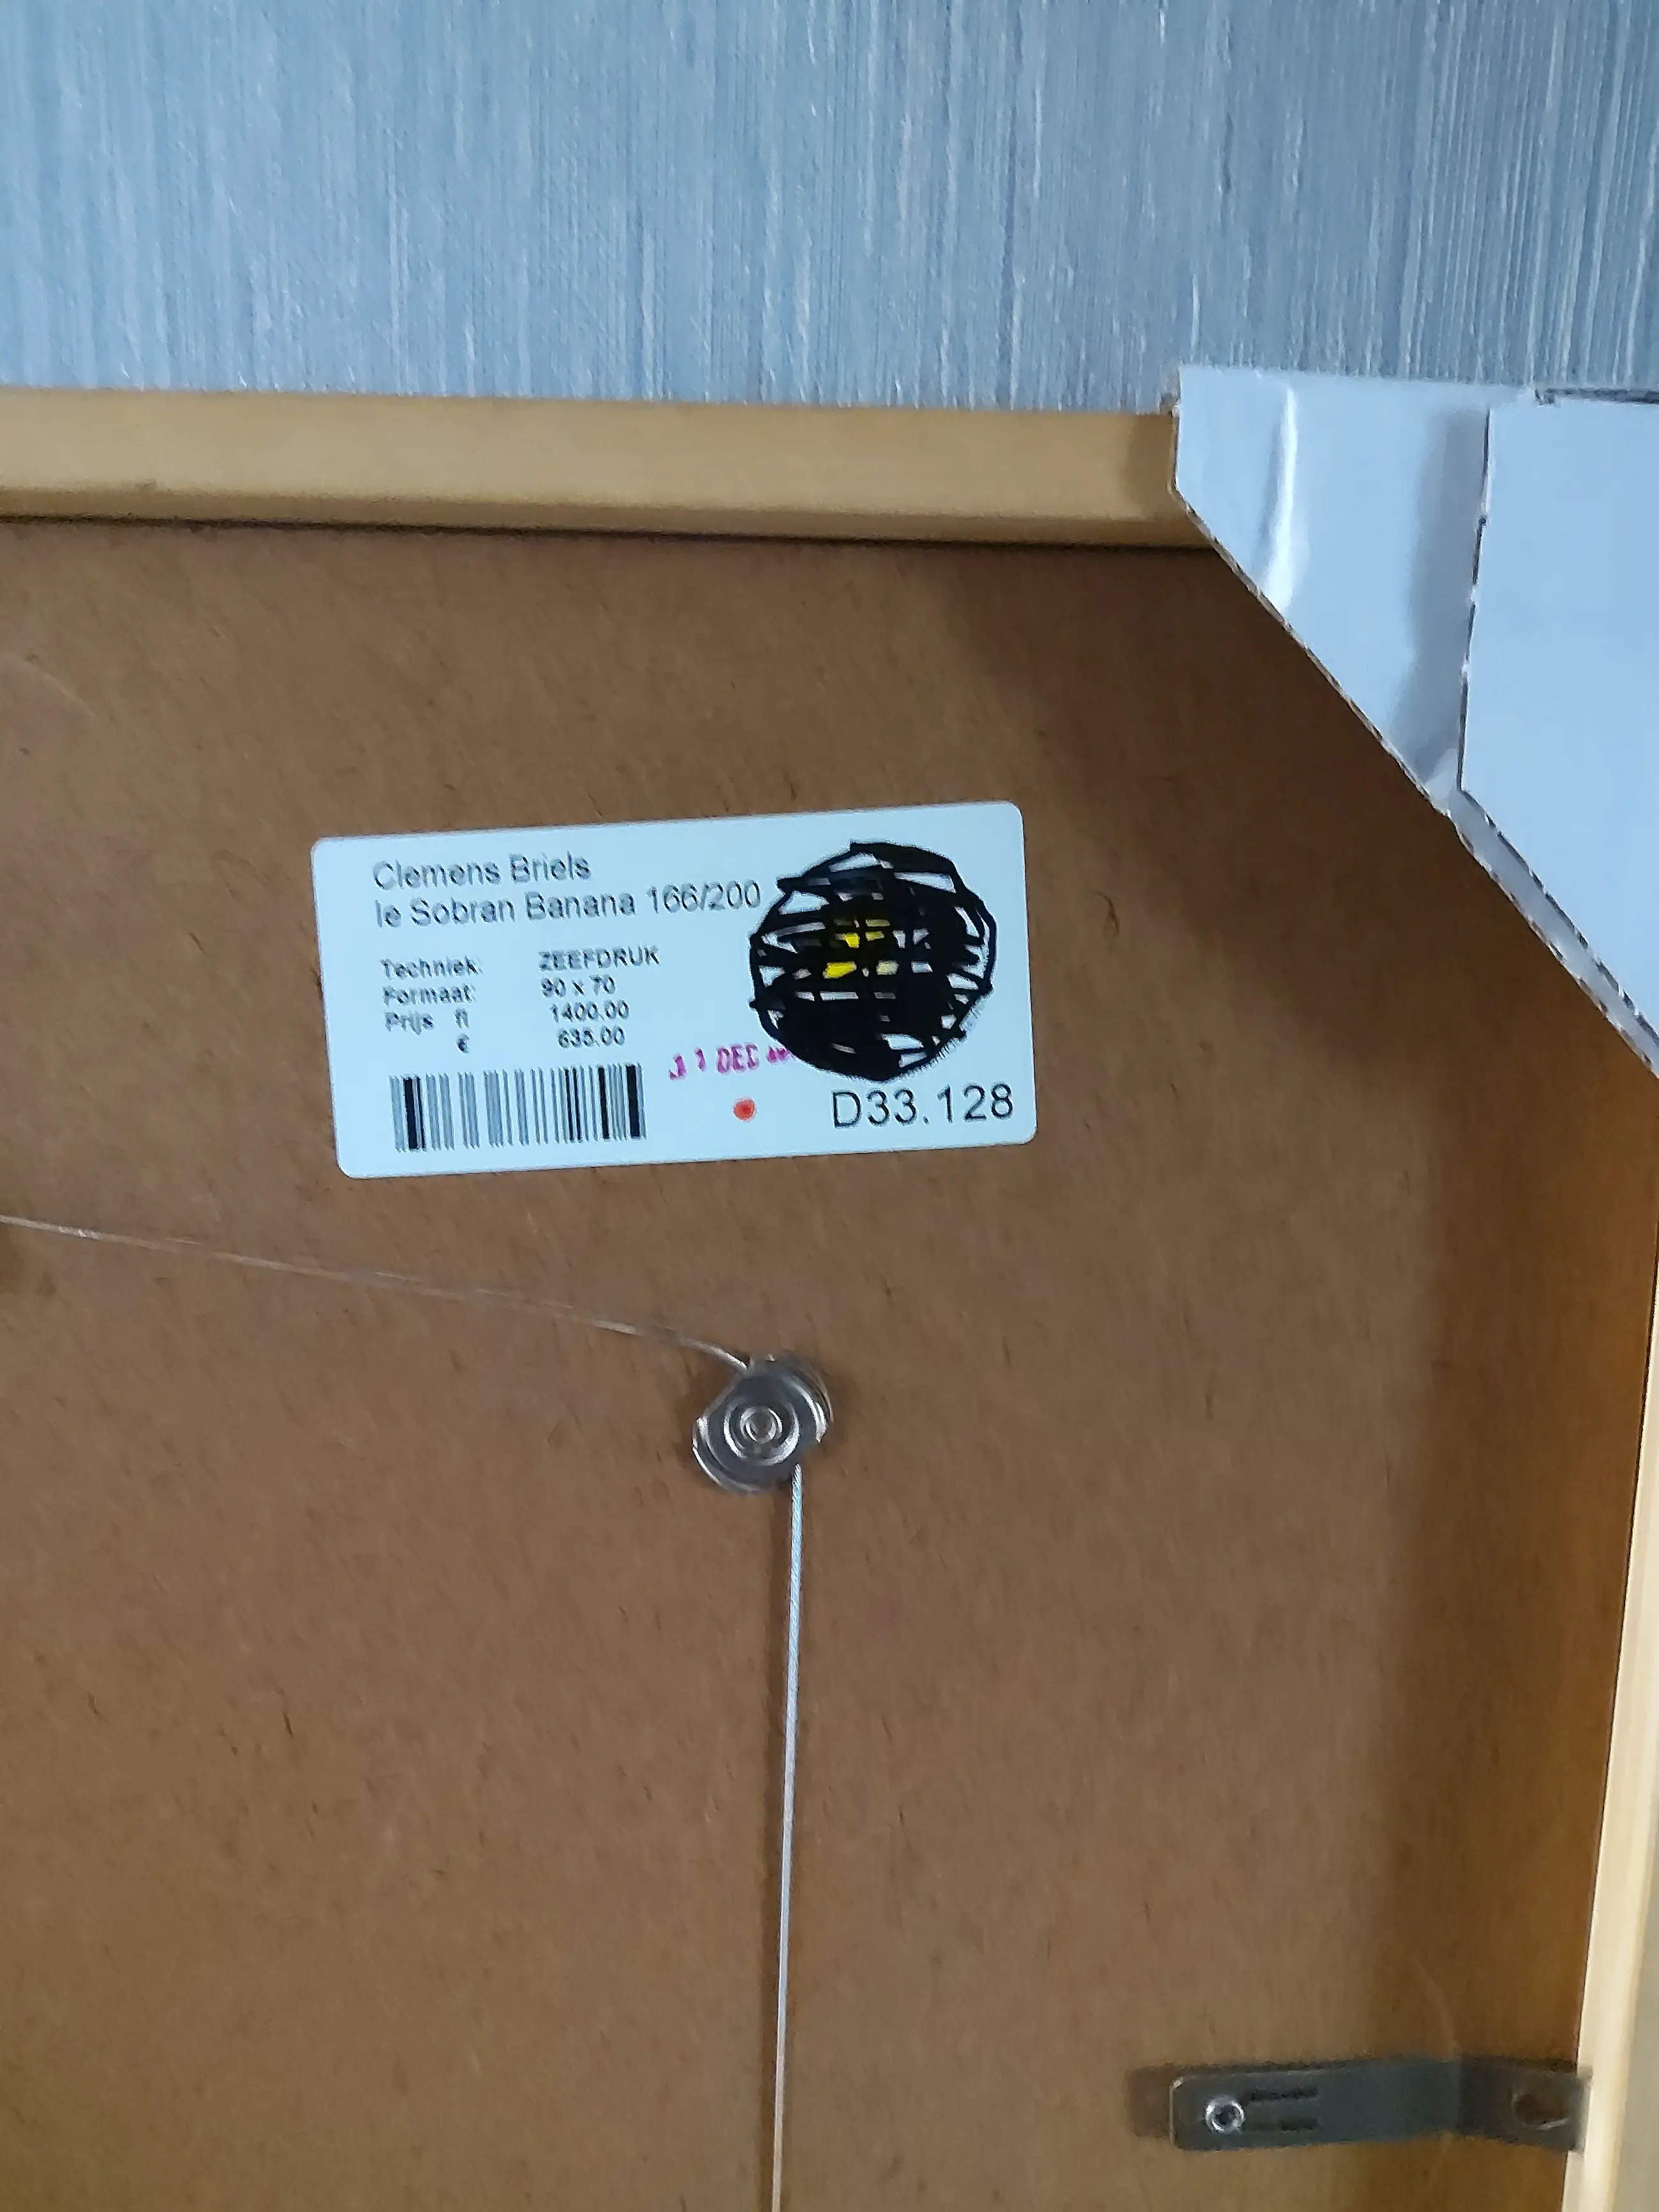 Clemens Briels
le Sobran Banana 166/200
Techniek: ZEEFDRUK
Formaat: 90 x 70
Prijs fl 1400.00
€ 635.00
DEC
D33.128